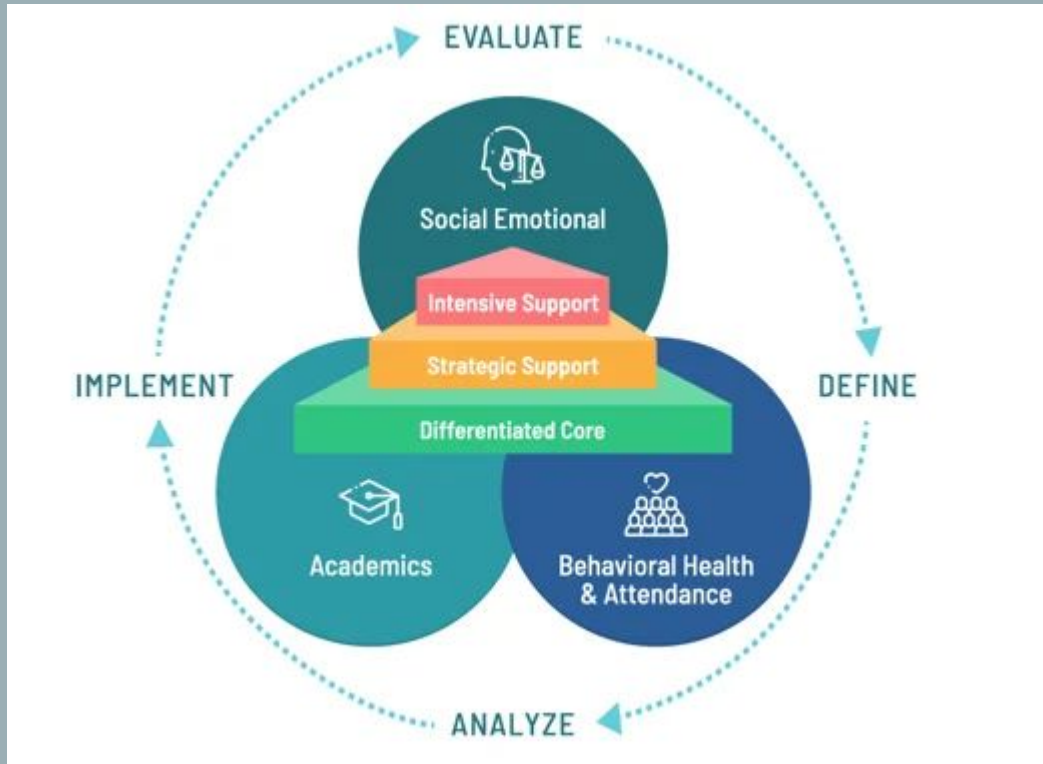 EVALUATE
Social Emotional
Intensive Support
Strategic Support
IMPLEMENT
DEFINE
Differentiated Core
Academics
Behavioral Health
& Attendance
ANALYZE